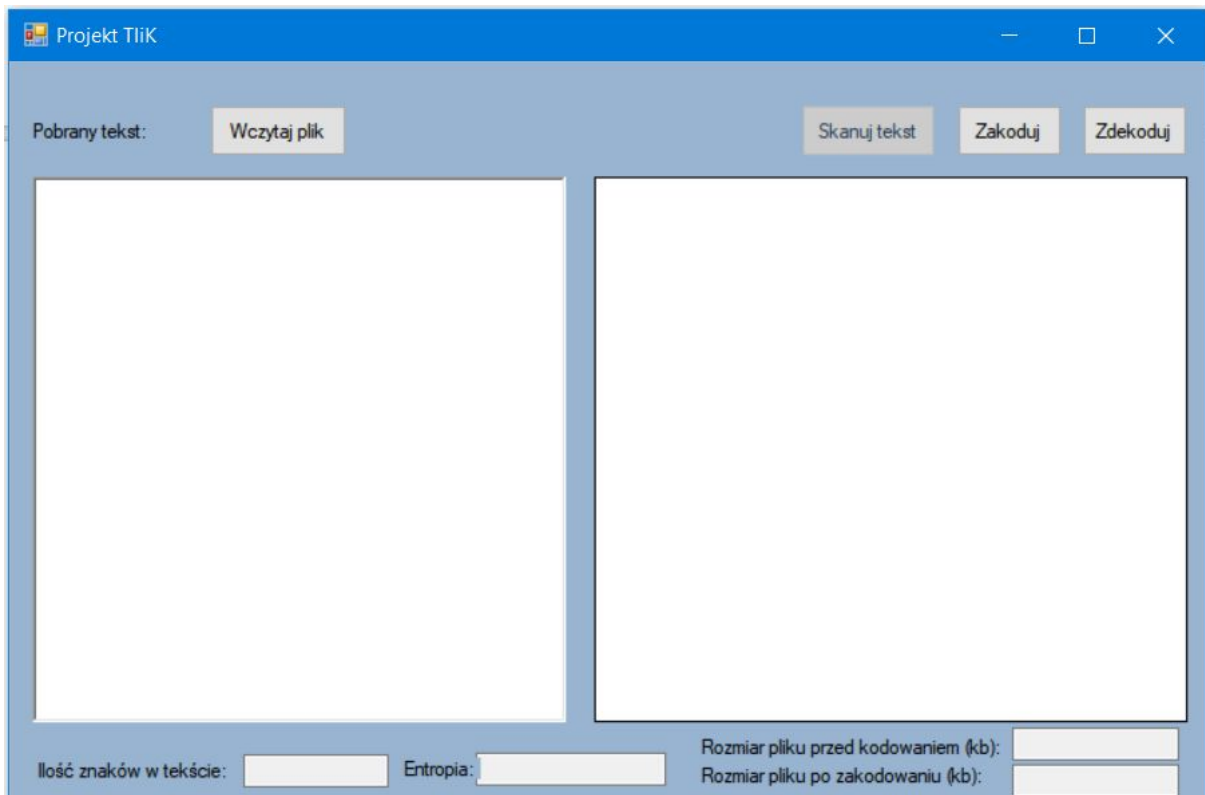 Projekt TIiK
Pobrany tekst: Wczytaj plik Skanuj tekst Zakoduj Zdekoduj
Ilość znaków w tekście: Entropia: Rozmiar pliku przed kodowaniem (kb):
Rozmiar pliku po zakodowaniu (kb):